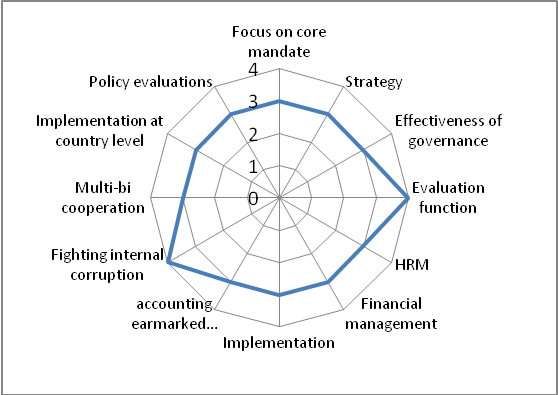 Focus on core
mandate
Strategy
Effectiveness of
governance
Evaluation
function
HRM
Financial
management
Implementation
accounting
earmarked...
Fighting internal
corruption
Multi-bi
cooperation
Implementation at
country level
Policy evaluations
4
3
2
1
0